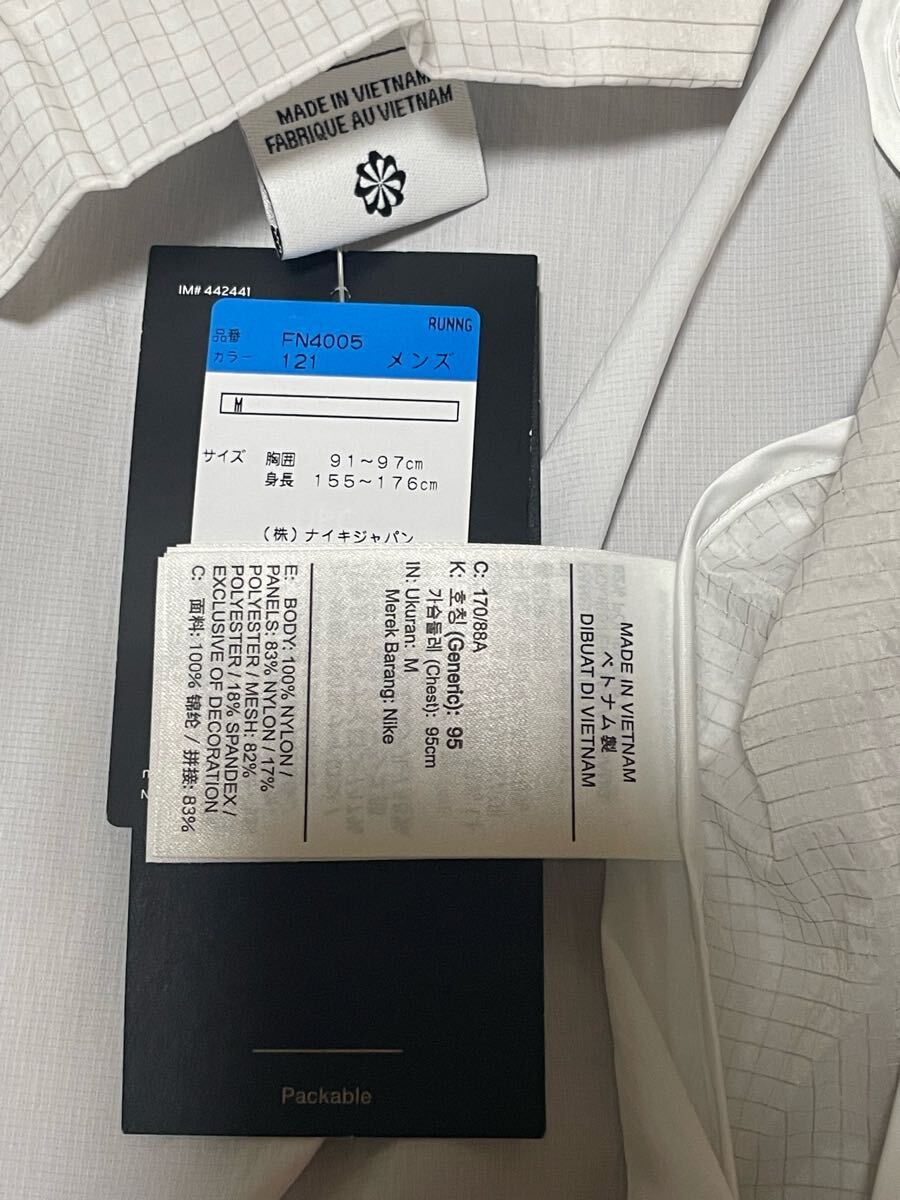 MADE IN VIETNAM
FABRIQUE AU VIETNAM
IM# 442441
RUNNG
品番 FN4005
カラー 121 メンズ
M
サイズ 胸囲 91～97cm
身長 155～176cm
(株)ナイキジャパン
MADE IN VIETNAM
ベトナム製
DIBUAT DI VIETNAM
C: 170/88A
K: 호칭 (Generic): 95
가슴둘레 (Chest): 95cm
IN: Ukuran: M
Merek Barang: Nike
E: BODY: 100% NYLON /
PANELS: 83% NYLON / 17%
POLYESTER / MESH: 82%
POLYESTER / 18% SPANDEX /
EXCLUSIVE OF DECORATION
C: 面料: 100% 锦纶 / 拼接: 83%
Packable